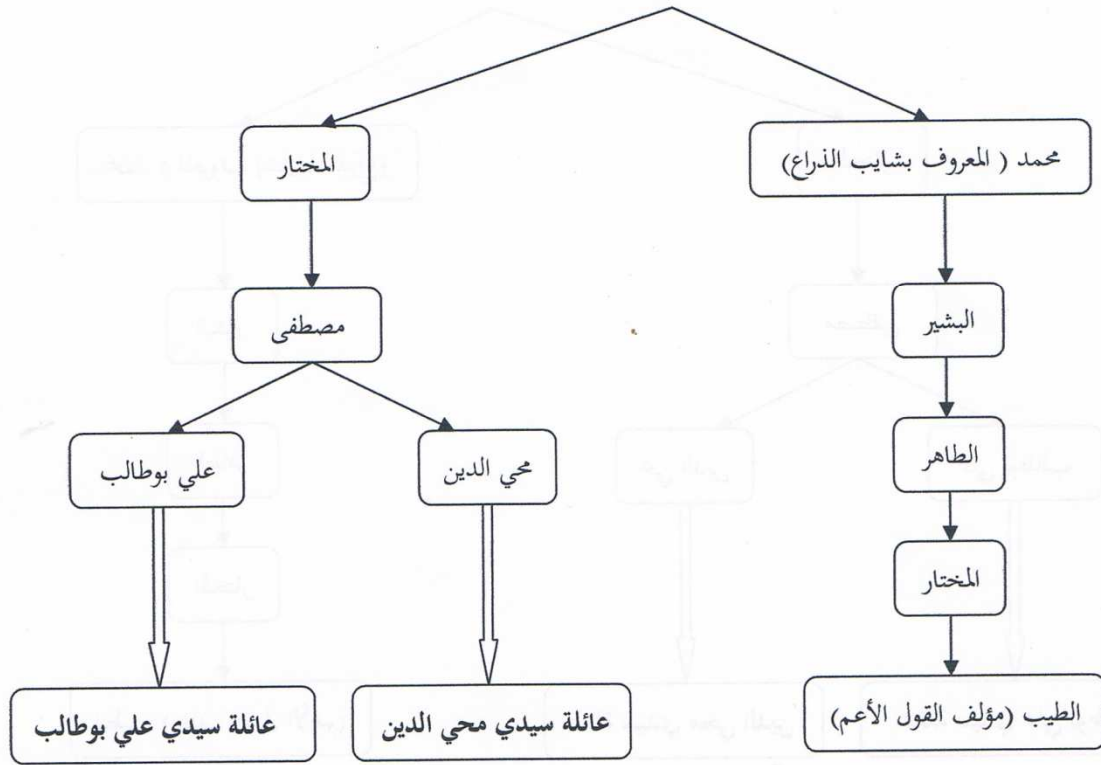 محمد ( المعروف بشايب الذراع)
المختار
البشير
مصطفى
الطاهر
محي الدين
علي بوطالب
المختار
الطيب (مؤلف القول الأعم)
عائلة سيدي محي الدين
عائلة سيدي علي بوطالب